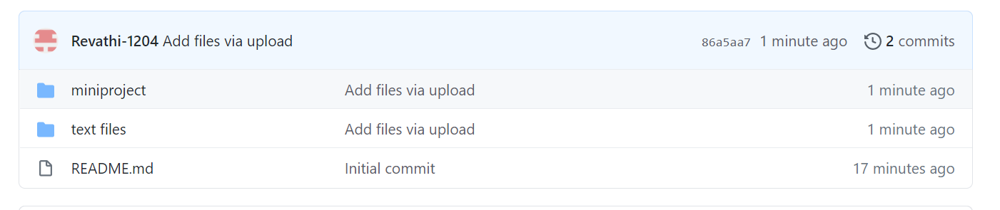 Revathi-1204 Add files via upload 86a5aa7 1 minute ago 2 commits
miniproject Add files via upload 1 minute ago
text files Add files via upload 1 minute ago
README.md Initial commit 17 minutes ago